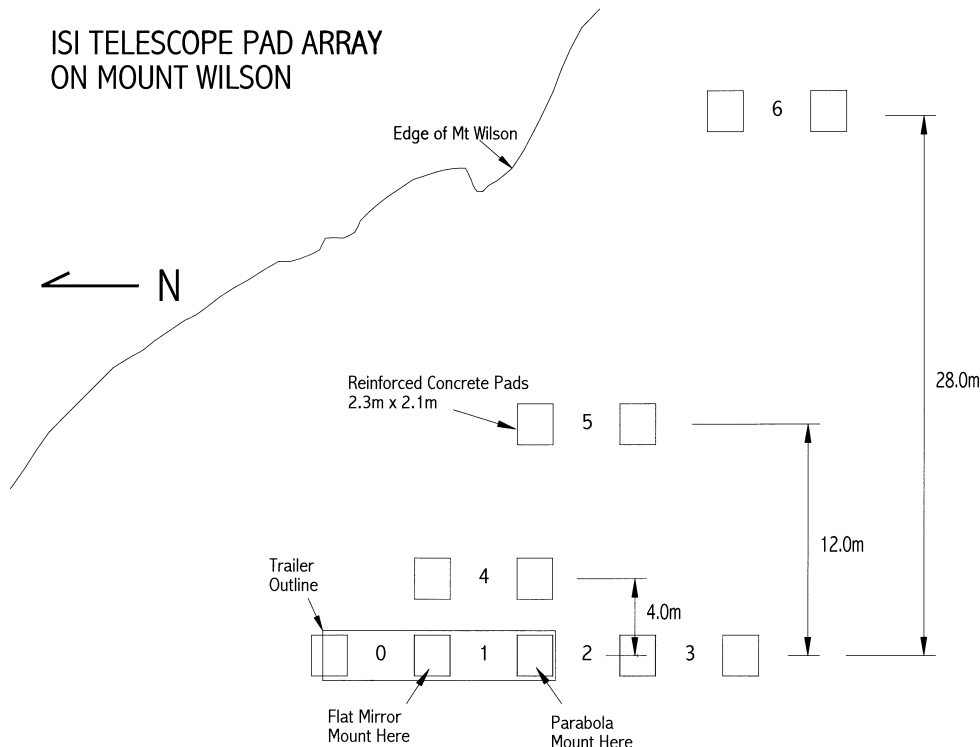 ISI TELESCOPE PAD ARRAY
ON MOUNT WILSON
6
Edge of Mt Wilson
N
28.0m
Reinforced Concrete Pads
2.3m x 2.1m
5
12.0m
Trailer
Outline
4
4.0m
0
1
2
3
Flat Mirror
Mount Here
Parabola
Mount Here